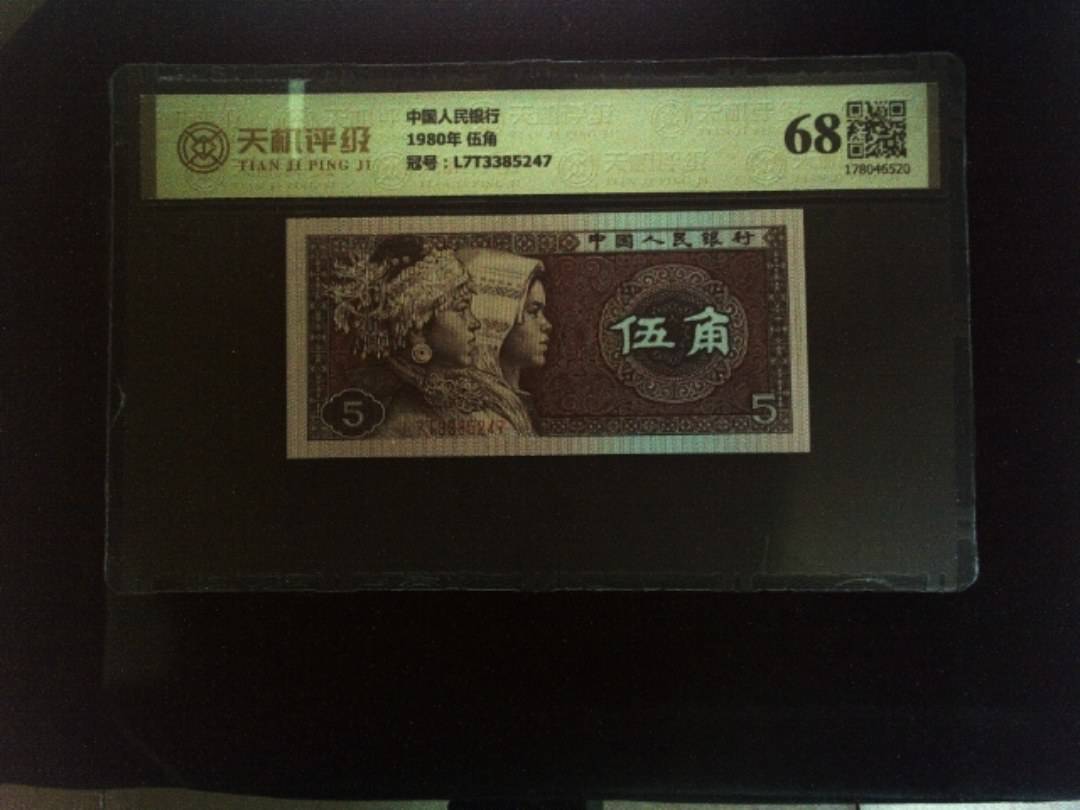 天机评级
TIAN JI PING JI
中国人民银行
1980年 伍角
冠号：L7T3385247
68
178046520
中国人民银行
伍角
5
5